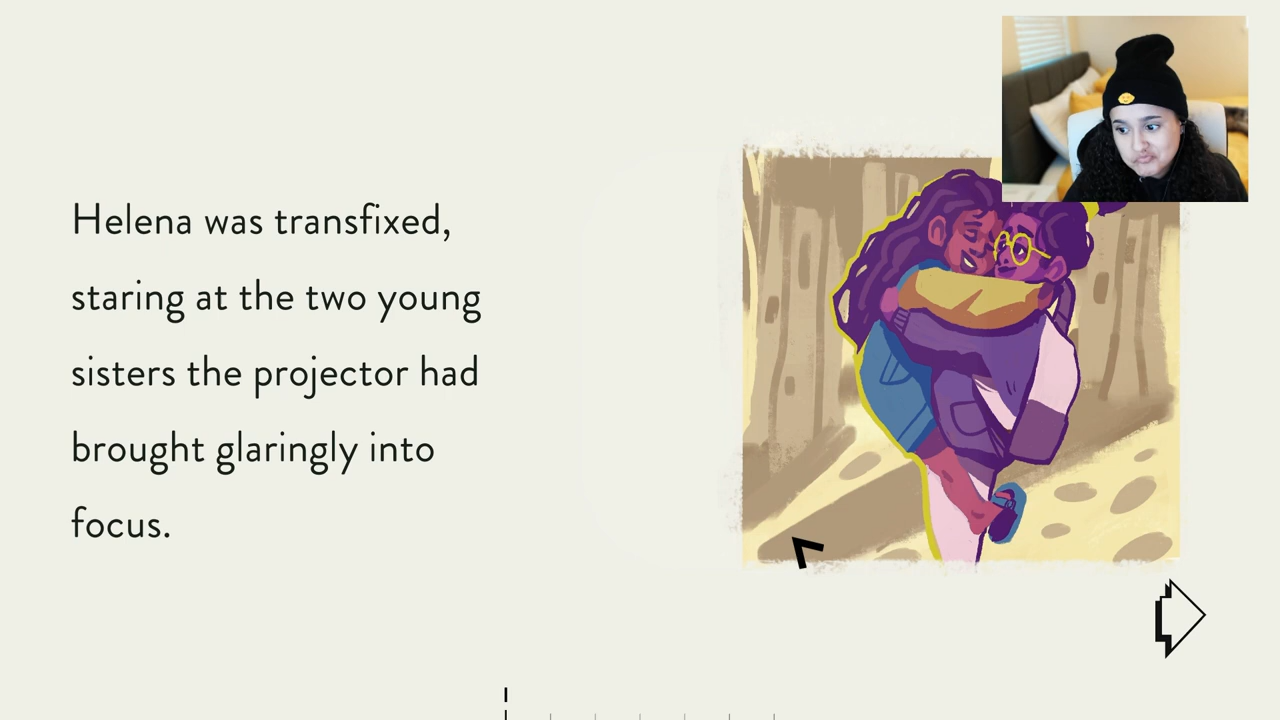 Helena was transfixed,
staring at the two young
sisters the projector had
brought glaringly into
focus.